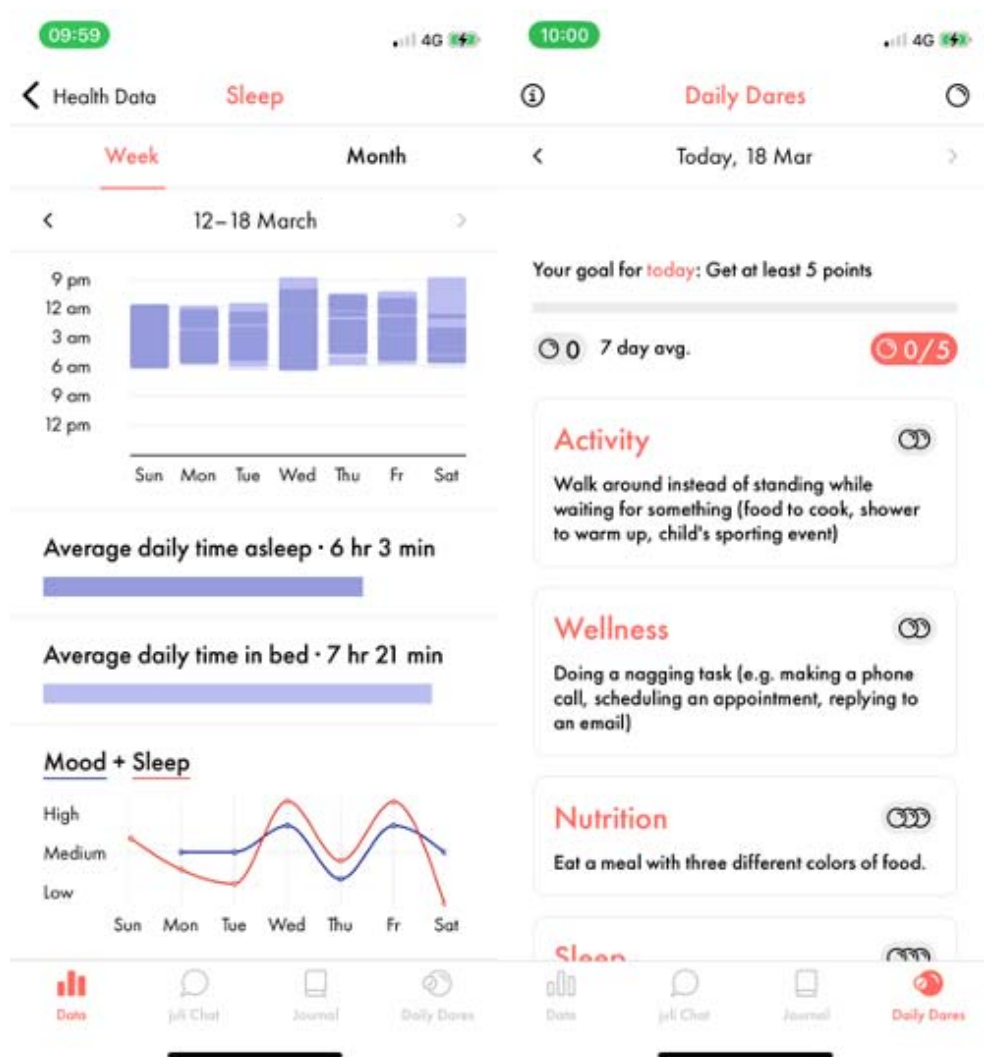 09:59
4G
Health Data
Sleep
Week
Month
12–18 March
9 pm
12 am
3 am
6 am
9 am
12 pm
Sun Mon Tue Wed Thu Fr Sat
Average daily time asleep · 6 hr 3 min
Average daily time in bed · 7 hr 21 min
Mood + Sleep
High
Medium
Low
Sun Mon Tue Wed Thu Fr Sat
Data
juli Chat
Journal
Daily Dares
10:00
4G
Daily Dares
Today, 18 Mar
Your goal for today: Get at least 5 points
0 7 day avg.
0/5
Activity
Walk around instead of standing while
waiting for something (food to cook, shower
to warm up, child's sporting event)
Wellness
Doing a nagging task (e.g. making a phone
call, scheduling an appointment, replying to
an email)
Nutrition
Eat a meal with three different colors of food.
Sleep
Data
juli Chat
Journal
Daily Dares